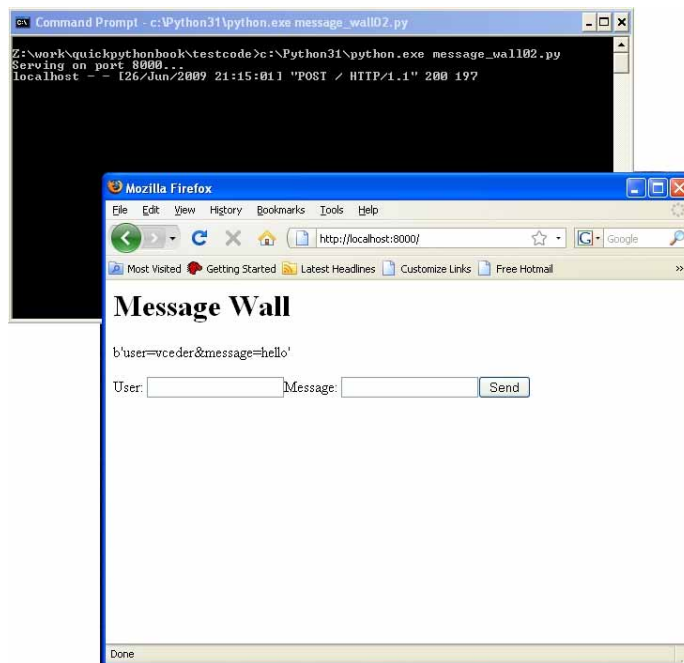 Command Prompt - c:\Python31\python.exe message_wall02.py
Z:\work\quickpythonbook\testcode>c:\Python31\python.exe message_wall02.py
Serving on port 8000...
localhost - - [26/Jun/2009 21:15:01] "POST / HTTP/1.1" 200 197
Mozilla Firefox
File Edit View History Bookmarks Tools Help
http://localhost:8000/ G Google
Most Visited Getting Started Latest Headlines Customize Links Free Hotmail »
Message Wall
b'user=vceder&message=hello'
User: Message: Send
Done